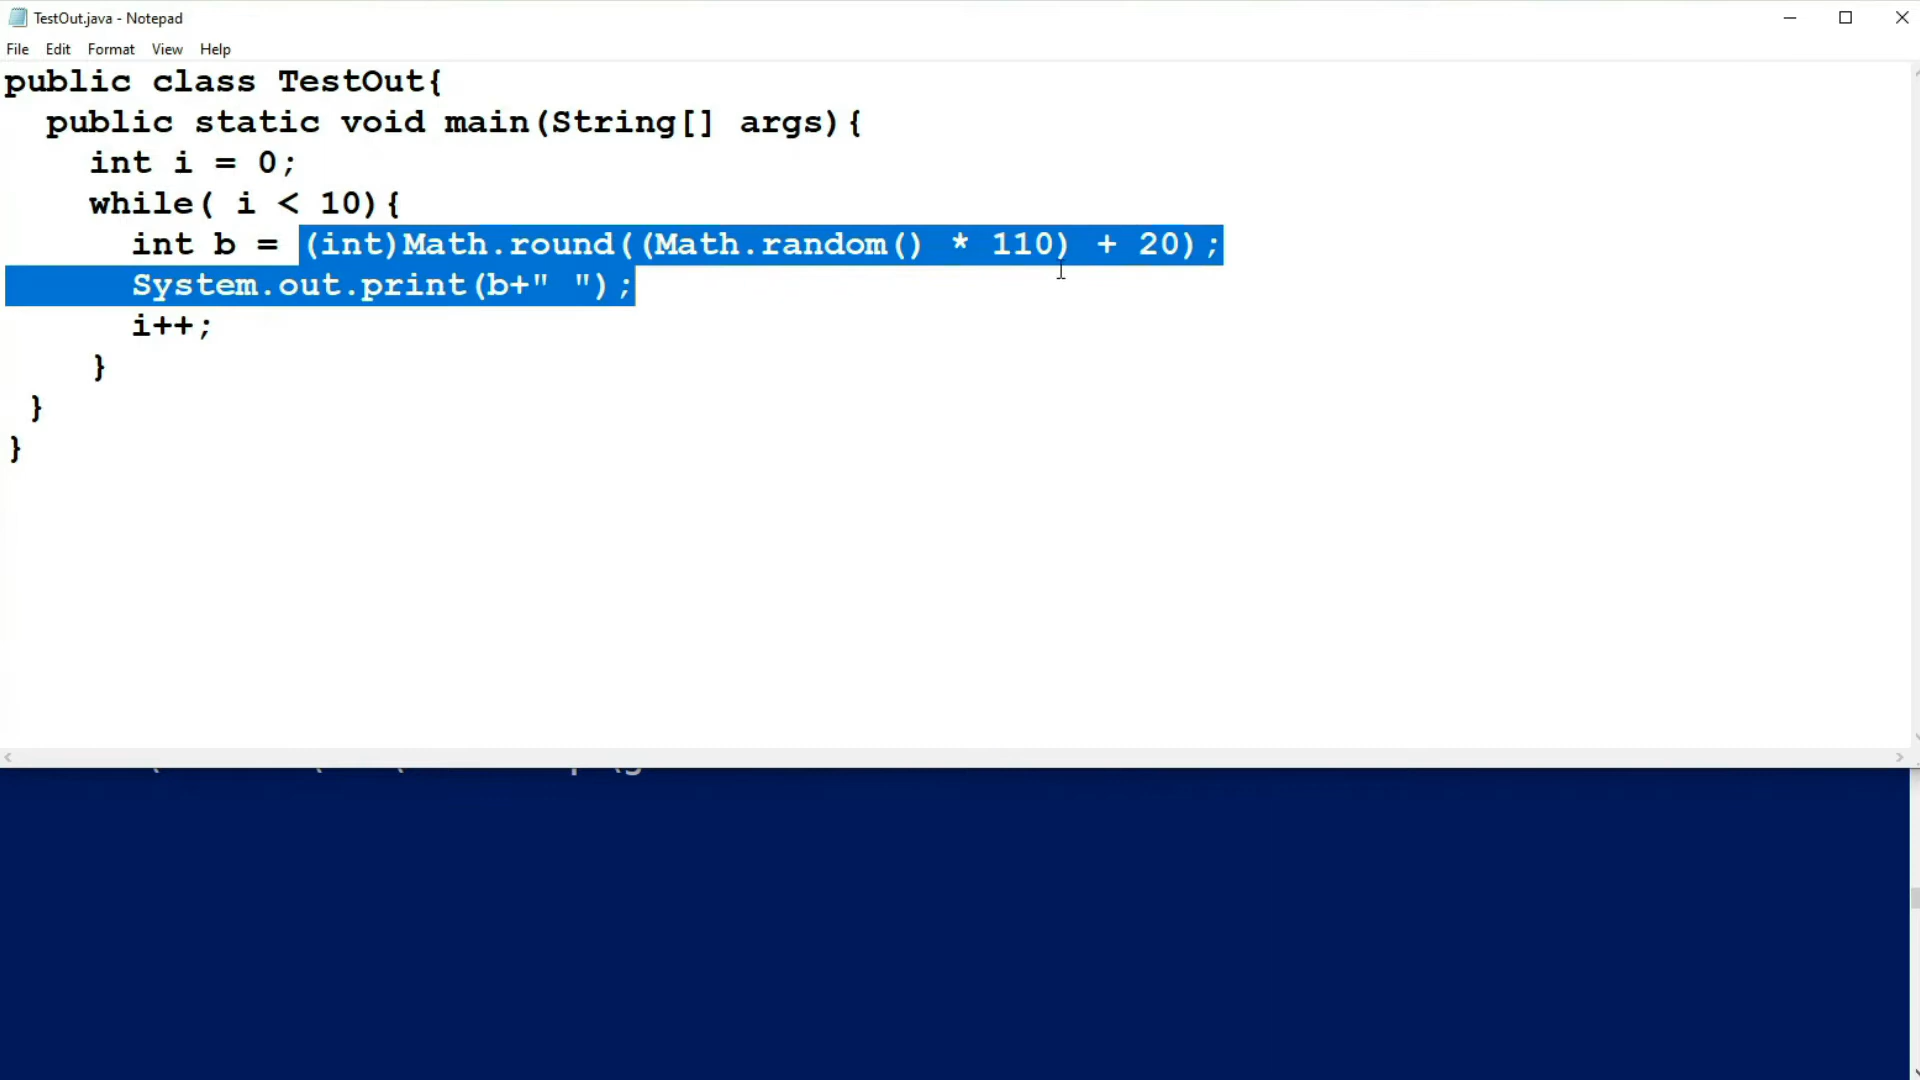 TestOut.java - Notepad
File Edit Format View Help
public class TestOut{
  public static void main(String[] args){
    int i = 0;
    while( i < 10){
      int b = (int)Math.round((Math.random() * 110) + 20);
      System.out.print(b+" ");
      i++;
    }
 }
}